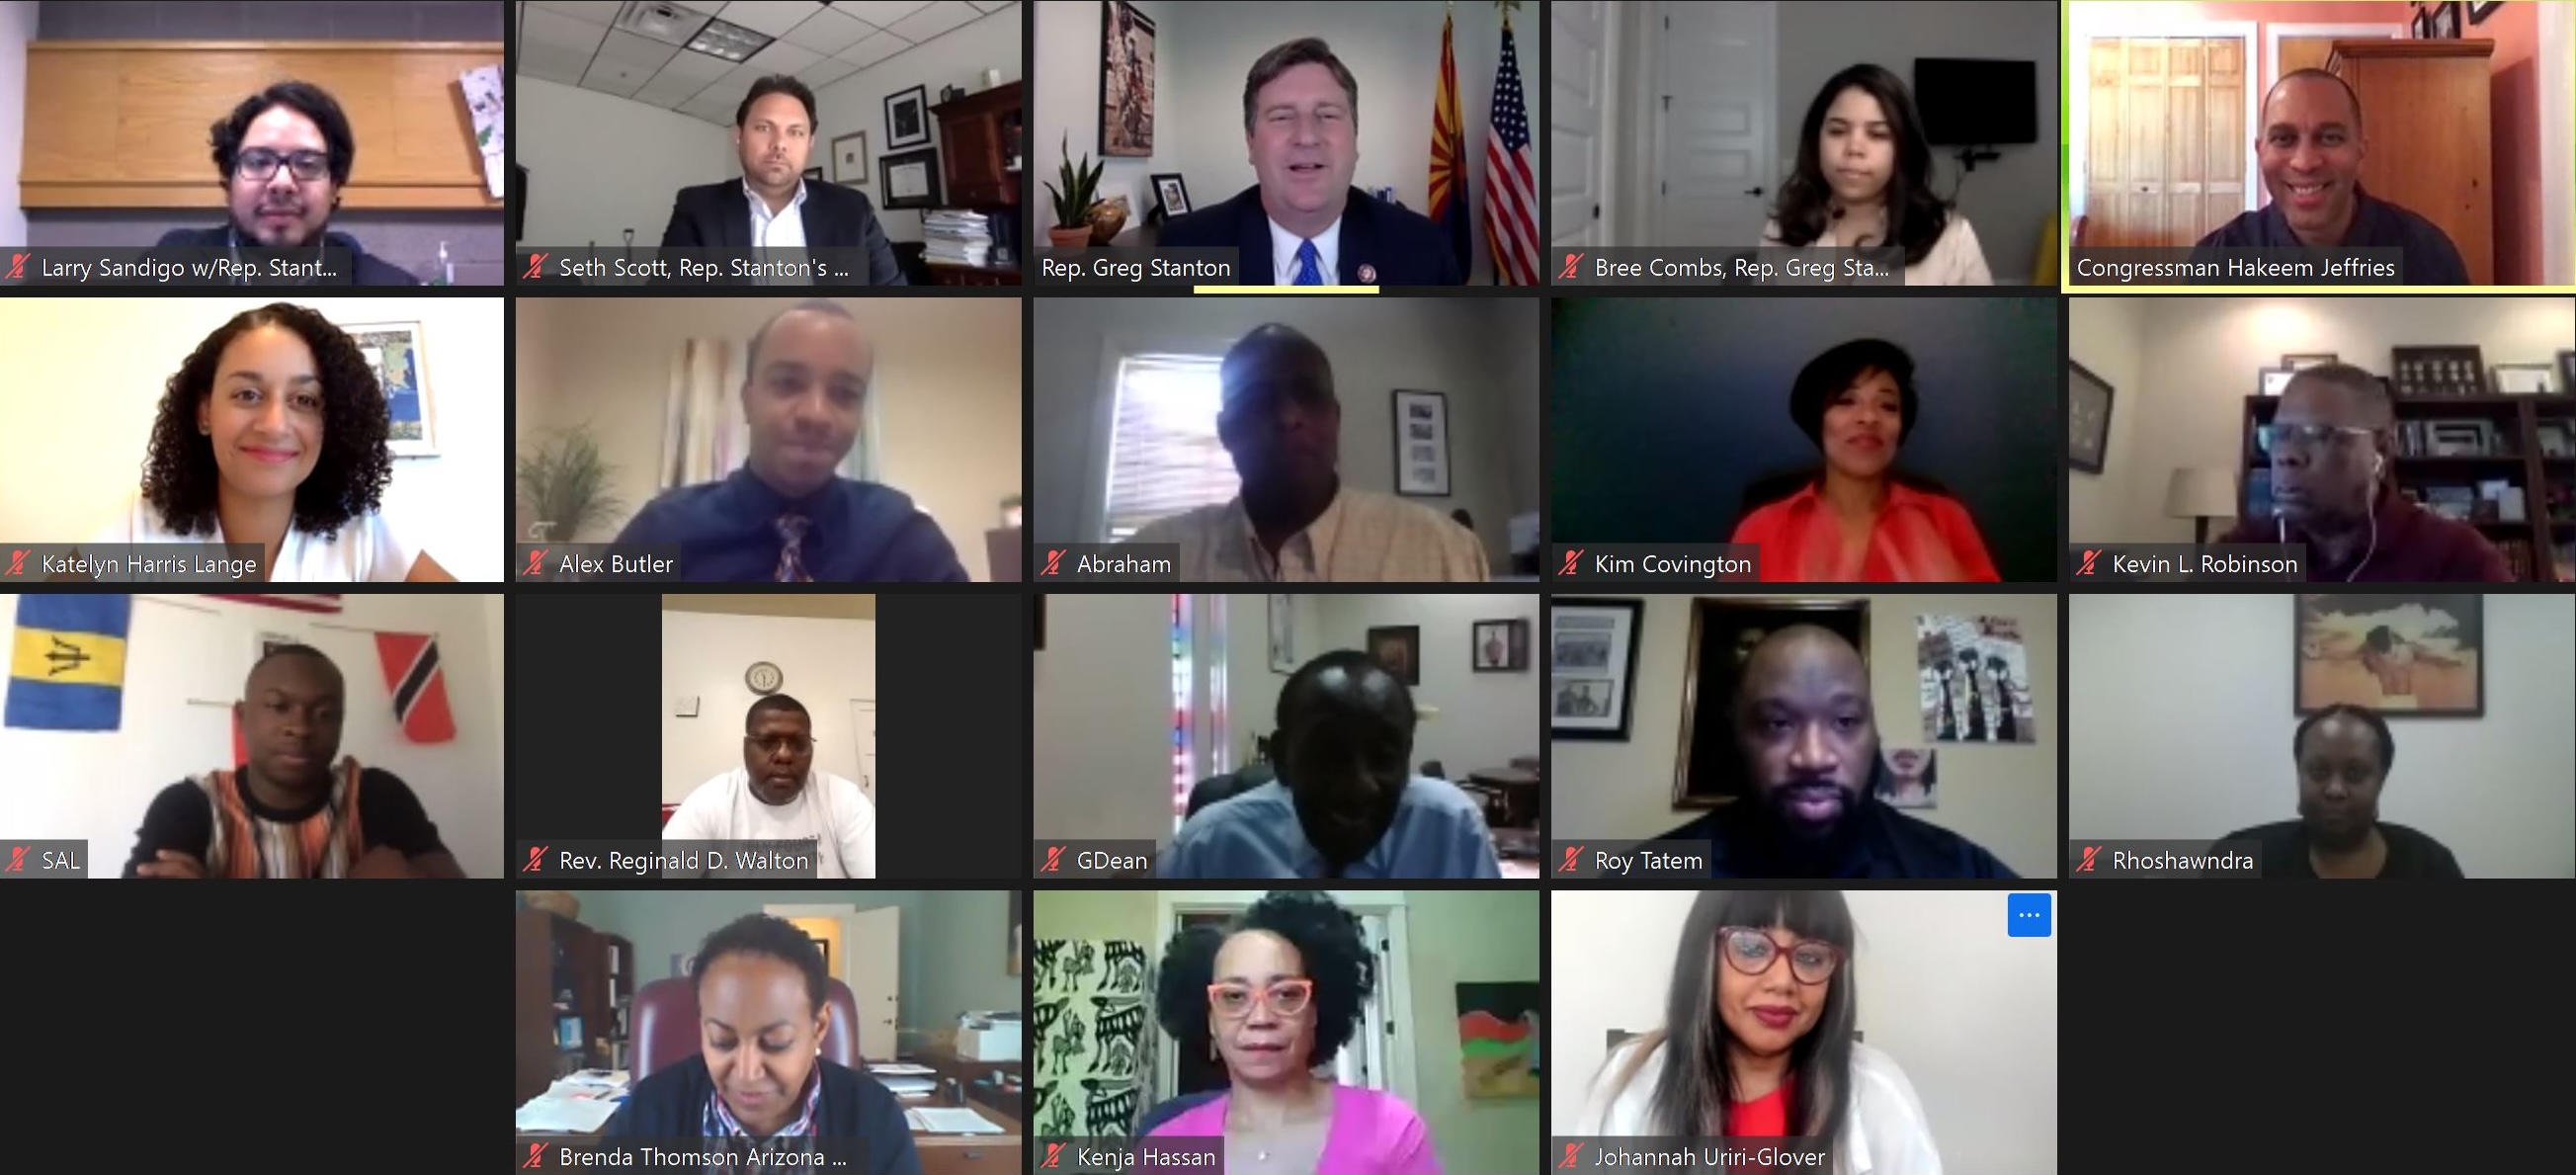 Larry Sandigo w/Rep. Stant...
Seth Scott, Rep. Stanton's ...
Rep. Greg Stanton
Bree Combs, Rep. Greg Sta...
Congressman Hakeem Jeffries
Katelyn Harris Lange
Alex Butler
Abraham
Kim Covington
Kevin L. Robinson
SAL
Rev. Reginald D. Walton
GDean
Roy Tatem
Rhoshawndra
Brenda Thomson Arizona ...
Kenja Hassan
Johannah Uriri-Glover